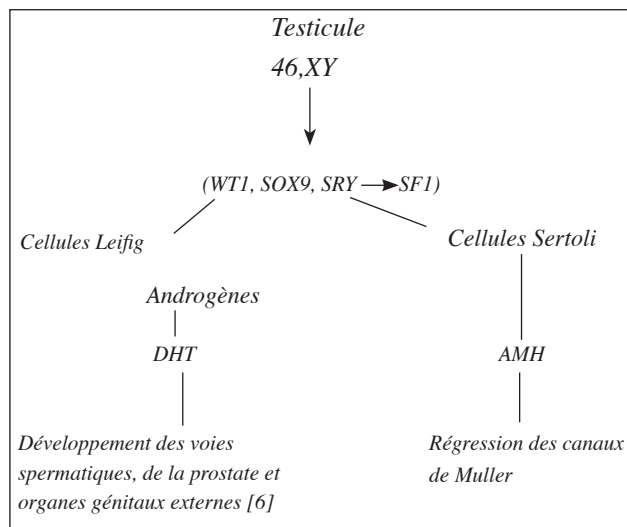 Testicule
46,XY
(WT1, SOX9, SRY → SF1)
Cellules Leifig
Cellules Sertoli
Androgènes
DHT
AMH
Développement des voies
spermatiques, de la prostate et
organes génitaux externes [6]
Régression des canaux
de Muller